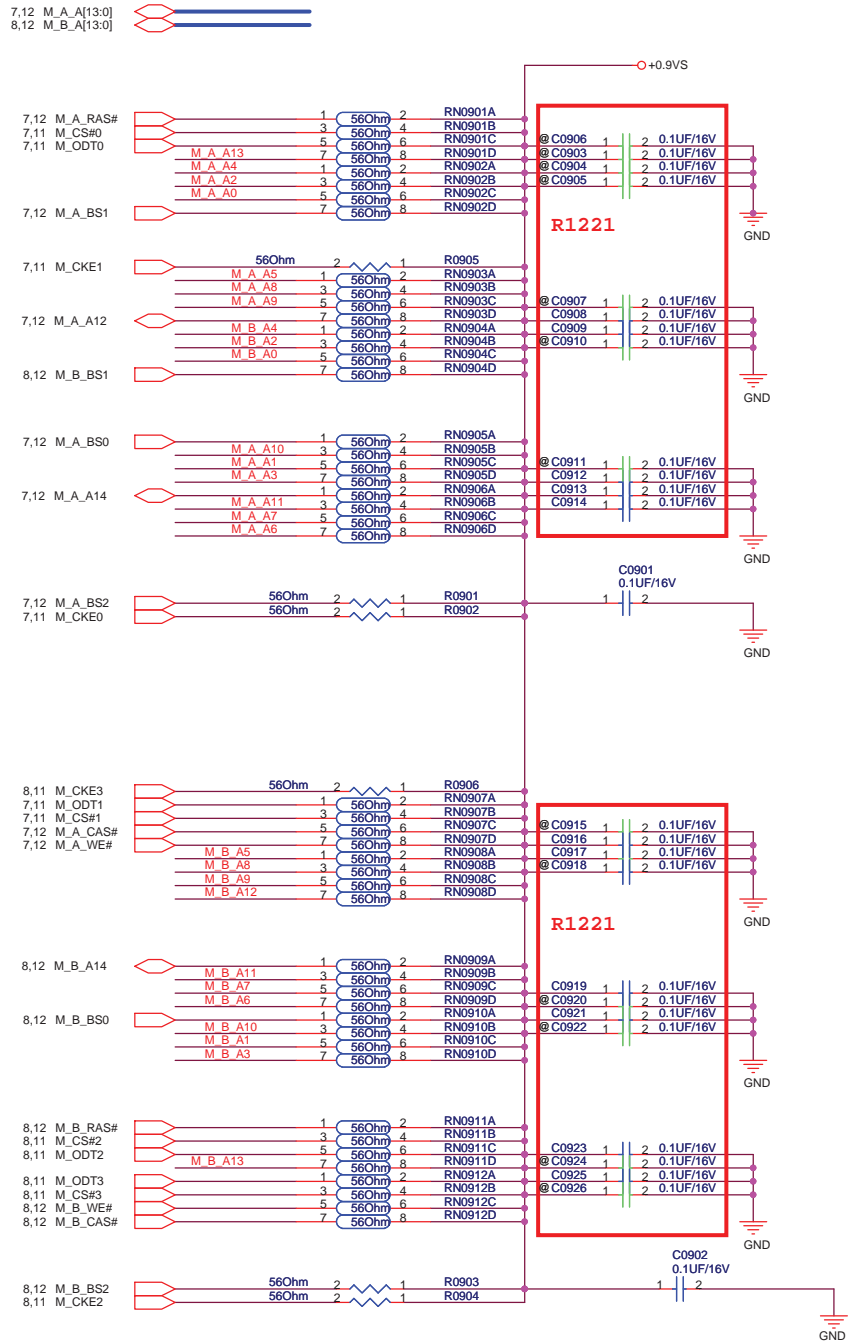 7,12 M_A_A[13:0]
8,12 M_B_A[13:0]
+0.9VS
7,12 M_A_RAS# 1 56Ohm 2 RN0901A
7,11 M_CS#0 3 56Ohm 4 RN0901B
7,11 M_ODT0 5 56Ohm 6 RN0901C
M_A_A13 7 56Ohm 8 RN0901D
M_A_A4 1 56Ohm 2 RN0902A
M_A_A2 3 56Ohm 4 RN0902B
M_A_A0 5 56Ohm 6 RN0902C
7,12 M_A_BS1 7 56Ohm 8 RN0902D
@ C0906 1 2 0.1UF/16V
@ C0903 1 2 0.1UF/16V
@ C0904 1 2 0.1UF/16V
@ C0905 1 2 0.1UF/16V
R1221
GND
7,11 M_CKE1 56Ohm 2 1 R0905
M_A_A5 1 56Ohm 2 RN0903A
M_A_A8 3 56Ohm 4 RN0903B
M_A_A9 5 56Ohm 6 RN0903C
7,12 M_A_A12 7 56Ohm 8 RN0903D
M_B_A4 1 56Ohm 2 RN0904A
M_B_A2 3 56Ohm 4 RN0904B
M_B_A0 5 56Ohm 6 RN0904C
8,12 M_B_BS1 7 56Ohm 8 RN0904D
@ C0907 1 2 0.1UF/16V
C0908 1 2 0.1UF/16V
C0909 1 2 0.1UF/16V
@ C0910 1 2 0.1UF/16V
GND
7,12 M_A_BS0 1 56Ohm 2 RN0905A
M_A_A10 3 56Ohm 4 RN0905B
M_A_A1 5 56Ohm 6 RN0905C
M_A_A3 7 56Ohm 8 RN0905D
7,12 M_A_A14 1 56Ohm 2 RN0906A
M_A_A11 3 56Ohm 4 RN0906B
M_A_A7 5 56Ohm 6 RN0906C
M_A_A6 7 56Ohm 8 RN0906D
@ C0911 1 2 0.1UF/16V
C0912 1 2 0.1UF/16V
C0913 1 2 0.1UF/16V
C0914 1 2 0.1UF/16V
GND
7,12 M_A_BS2 56Ohm 2 1 R0901
7,11 M_CKE0 56Ohm 2 1 R0902
C0901
0.1UF/16V
1 2
GND
8,11 M_CKE3 56Ohm 2 1 R0906
7,11 M_ODT1 1 56Ohm 2 RN0907A
7,11 M_CS#1 3 56Ohm 4 RN0907B
7,12 M_A_CAS# 5 56Ohm 6 RN0907C
7,12 M_A_WE# 7 56Ohm 8 RN0907D
M_B_A5 1 56Ohm 2 RN0908A
M_B_A8 3 56Ohm 4 RN0908B
M_B_A9 5 56Ohm 6 RN0908C
M_B_A12 7 56Ohm 8 RN0908D
@ C0915 1 2 0.1UF/16V
C0916 1 2 0.1UF/16V
C0917 1 2 0.1UF/16V
@ C0918 1 2 0.1UF/16V
R1221
GND
8,12 M_B_A14 1 56Ohm 2 RN0909A
M_B_A11 3 56Ohm 4 RN0909B
M_B_A7 5 56Ohm 6 RN0909C
M_B_A6 7 56Ohm 8 RN0909D
8,12 M_B_BS0 1 56Ohm 2 RN0910A
M_B_A10 3 56Ohm 4 RN0910B
M_B_A1 5 56Ohm 6 RN0910C
M_B_A3 7 56Ohm 8 RN0910D
C0919 1 2 0.1UF/16V
@ C0920 1 2 0.1UF/16V
C0921 1 2 0.1UF/16V
@ C0922 1 2 0.1UF/16V
GND
8,12 M_B_RAS# 1 56Ohm 2 RN0911A
8,11 M_CS#2 3 56Ohm 4 RN0911B
8,11 M_ODT2 5 56Ohm 6 RN0911C
M_B_A13 7 56Ohm 8 RN0911D
8,11 M_ODT3 1 56Ohm 2 RN0912A
8,11 M_CS#3 3 56Ohm 4 RN0912B
8,12 M_B_WE# 5 56Ohm 6 RN0912C
8,12 M_B_CAS# 7 56Ohm 8 RN0912D
C0923 1 2 0.1UF/16V
@ C0924 1 2 0.1UF/16V
C0925 1 2 0.1UF/16V
@ C0926 1 2 0.1UF/16V
GND
8,12 M_B_BS2 56Ohm 2 1 R0903
8,11 M_CKE2 56Ohm 2 1 R0904
C0902
0.1UF/16V
1 2
GND